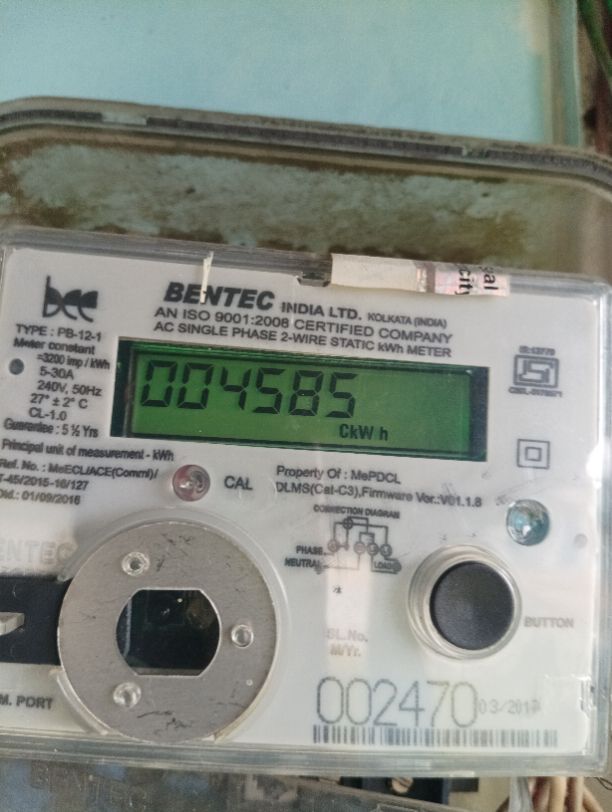 bee
BENTEC INDIA LTD. KOLKATA (INDIA)
AN ISO 9001:2008 CERTIFIED COMPANY
AC SINGLE PHASE 2-WIRE STATIC kWh METER
TYPE : PB-12-1
Meter constant
=3200 imp / kWh
5-30A
240V, 50Hz
27° ± 2° C
CL-1.0
Guarantee : 5 ½ Yrs
004585
CkWh
Principal unit of measurement - kWh
Ref. No. : MeECL/ACE(Comml)/
T-45/2015-16/127
Dtd.: 01/09/2016
CAL
Property Of : MePDCL
DLMS(Cat-C3),Firmware Ver.:V01.1.8
CONNECTION DIAGRAM
PHASE
NEUTRAL
LOAD
BUTTON
SL.No.
M/Yr.
M. PORT
002470 03/2017